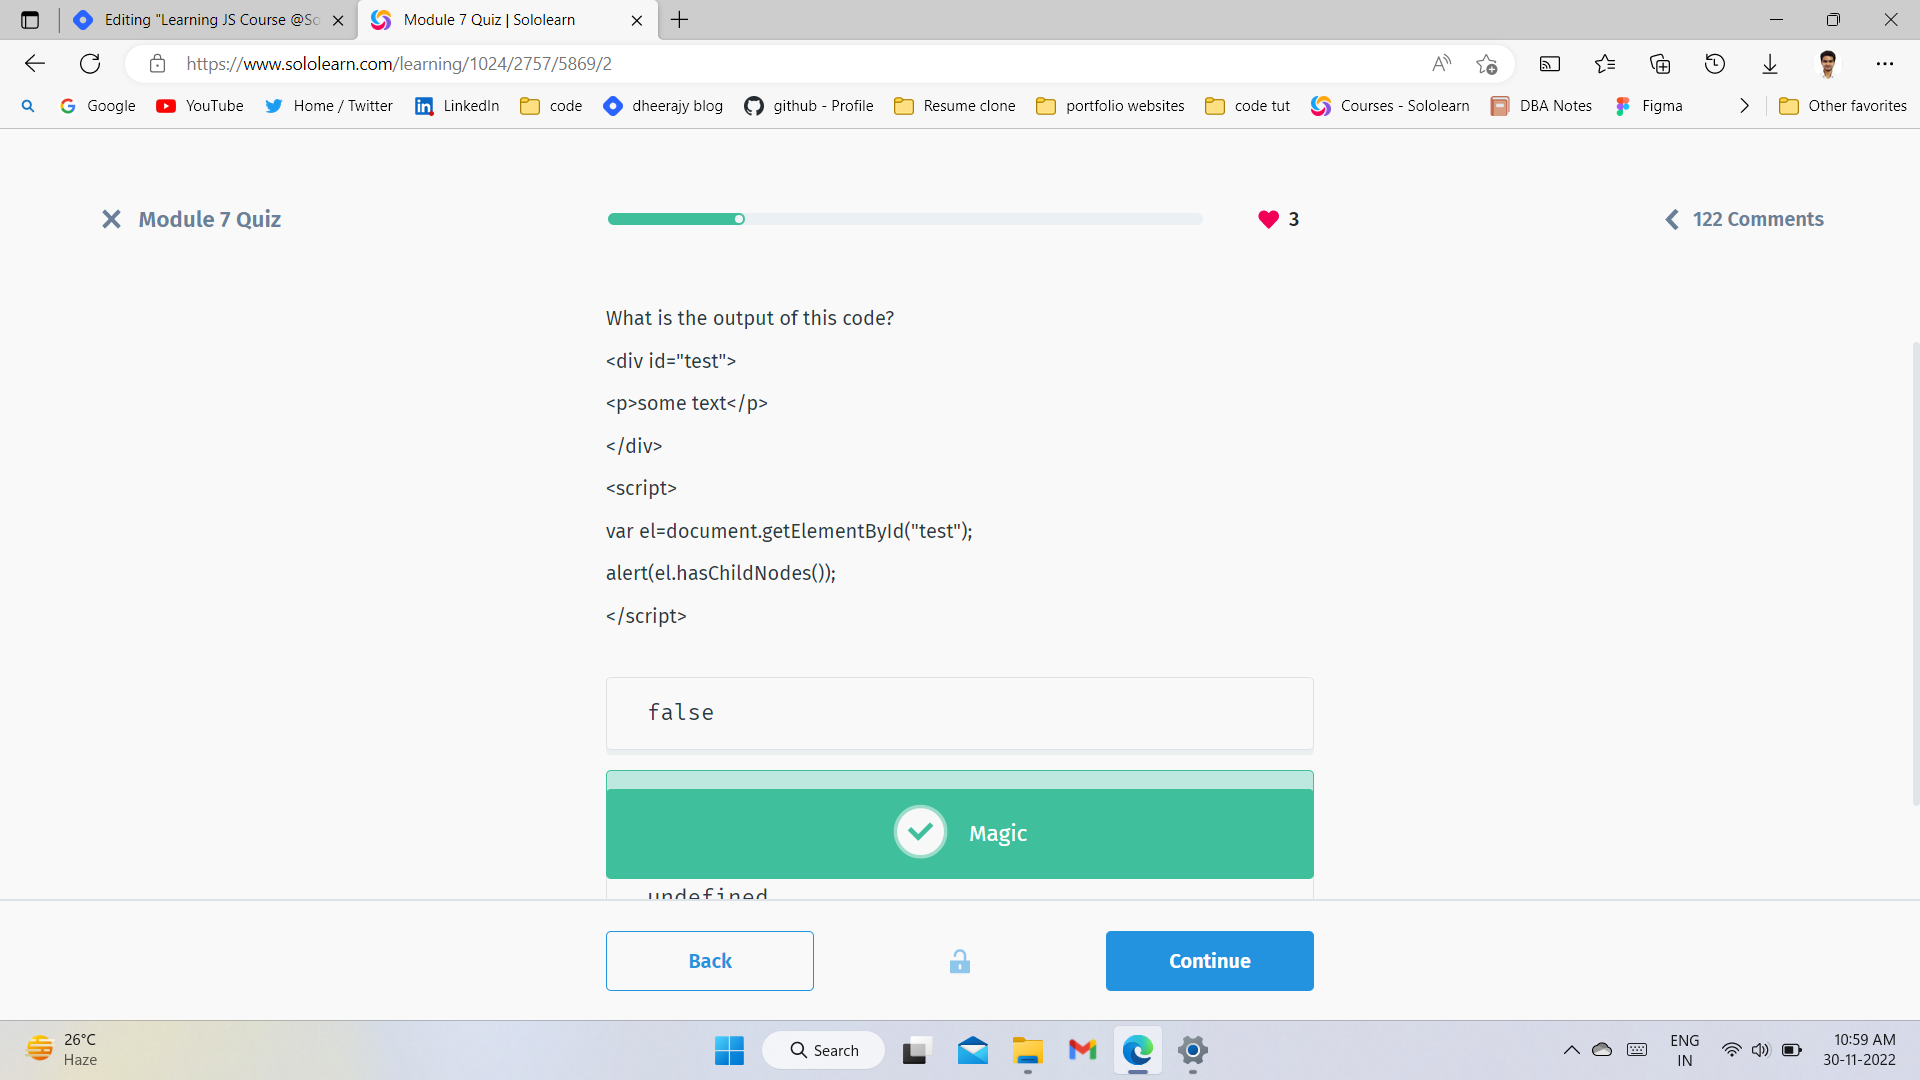 Editing "Learning JS Course @So
Module 7 Quiz | Sololearn
https://www.sololearn.com/learning/1024/2757/5869/2
Google
YouTube
Home / Twitter
LinkedIn
code
dheerajy blog
github - Profile
Resume clone
portfolio websites
code tut
Courses - Sololearn
DBA Notes
Figma
Other favorites
Module 7 Quiz
3
122 Comments
What is the output of this code?
<div id="test">
<p>some text</p>
</div>
<script>
var el=document.getElementById("test");
alert(el.hasChildNodes());
</script>
false
Magic
undefined
Back
Continue
26°C
Haze
Search
ENG
IN
10:59 AM
30-11-2022